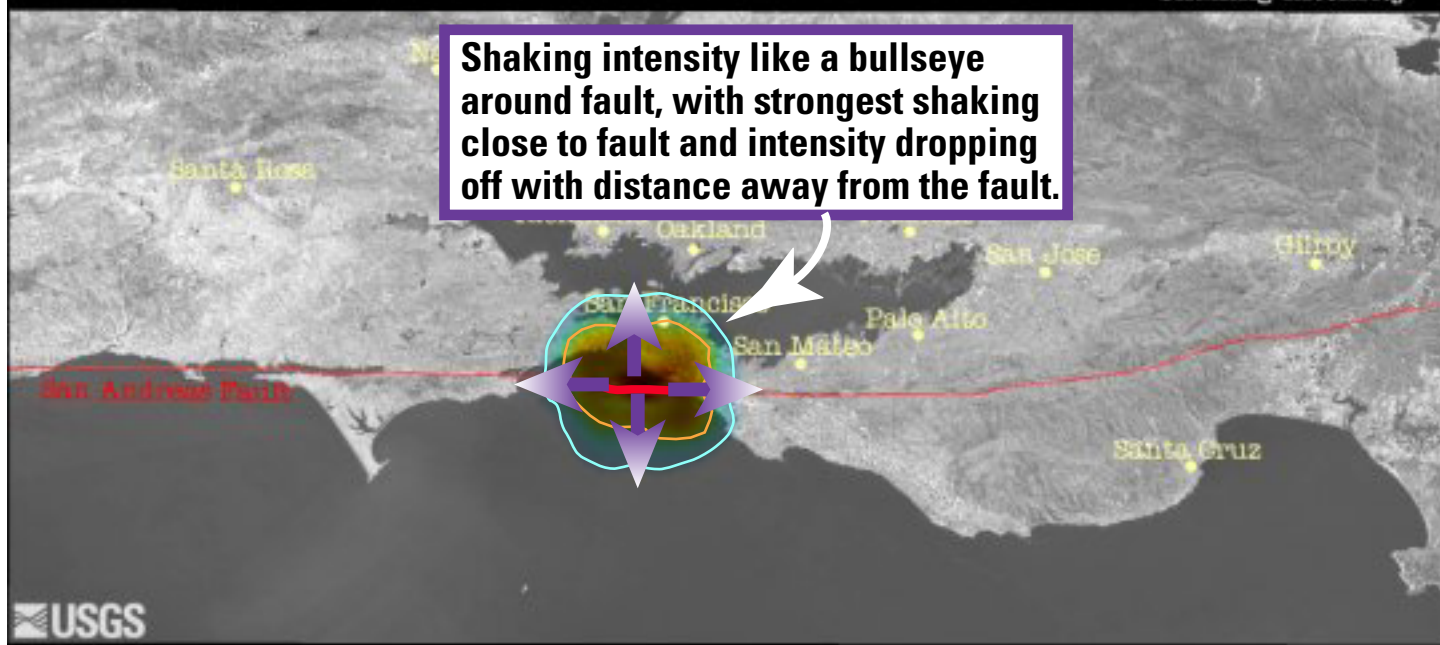 Shaking intensity like a bullseye
around fault, with strongest shaking
close to fault and intensity dropping
off with distance away from the fault.
Santa Rosa
Oakland
San Jose
Gilroy
San Francisco
Palo Alto
San Mateo
San Andreas Fault
Santa Cruz
USGS